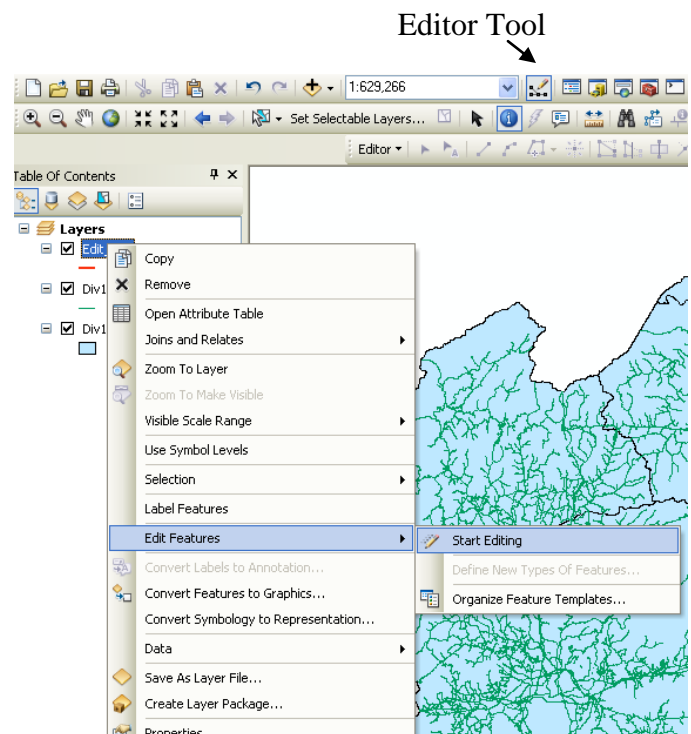 Editor Tool
1:629,266
Set Selectable Layers...
Editor
Table Of Contents
Layers
Edit_
Div1
Div1
Copy
Remove
Open Attribute Table
Joins and Relates
Zoom To Layer
Zoom To Make Visible
Visible Scale Range
Use Symbol Levels
Selection
Label Features
Edit Features
Start Editing
Define New Types Of Features...
Organize Feature Templates...
Convert Labels to Annotation...
Convert Features to Graphics...
Convert Symbology to Representation...
Data
Save As Layer File...
Create Layer Package...
Properties